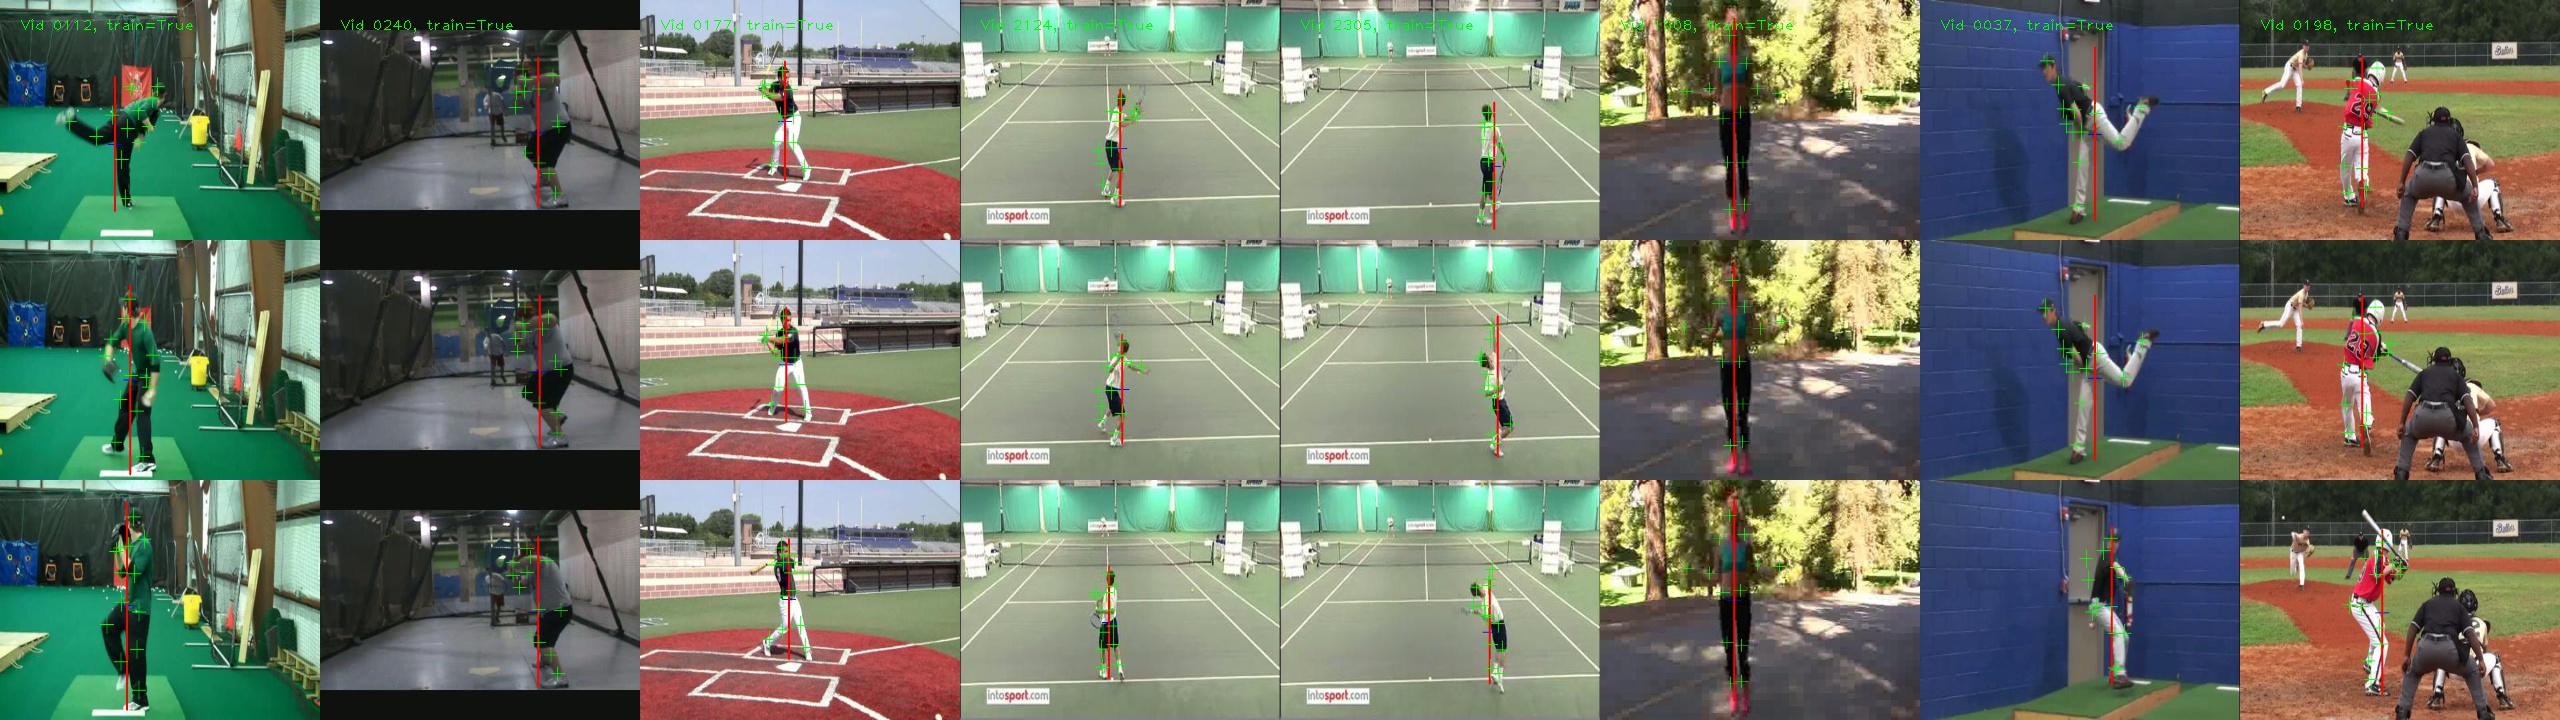 Vid 0112, train=True
Vid 0240, train=True
Vid 0177, train=True
Vid 2124, train=True
Vid 2305, train=True
train=True
Vid 0037, train=True
Vid 0198, train=True
intosport.com
intosport.com
intosport.com
intosport.com
intosport.com
intosport.com